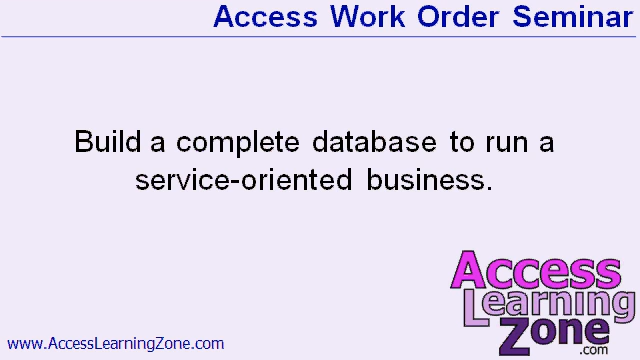 Access Work Order Seminar
Build a complete database to run a
service-oriented business.
www.AccessLearningZone.com
Access
Learning
Zone
.com